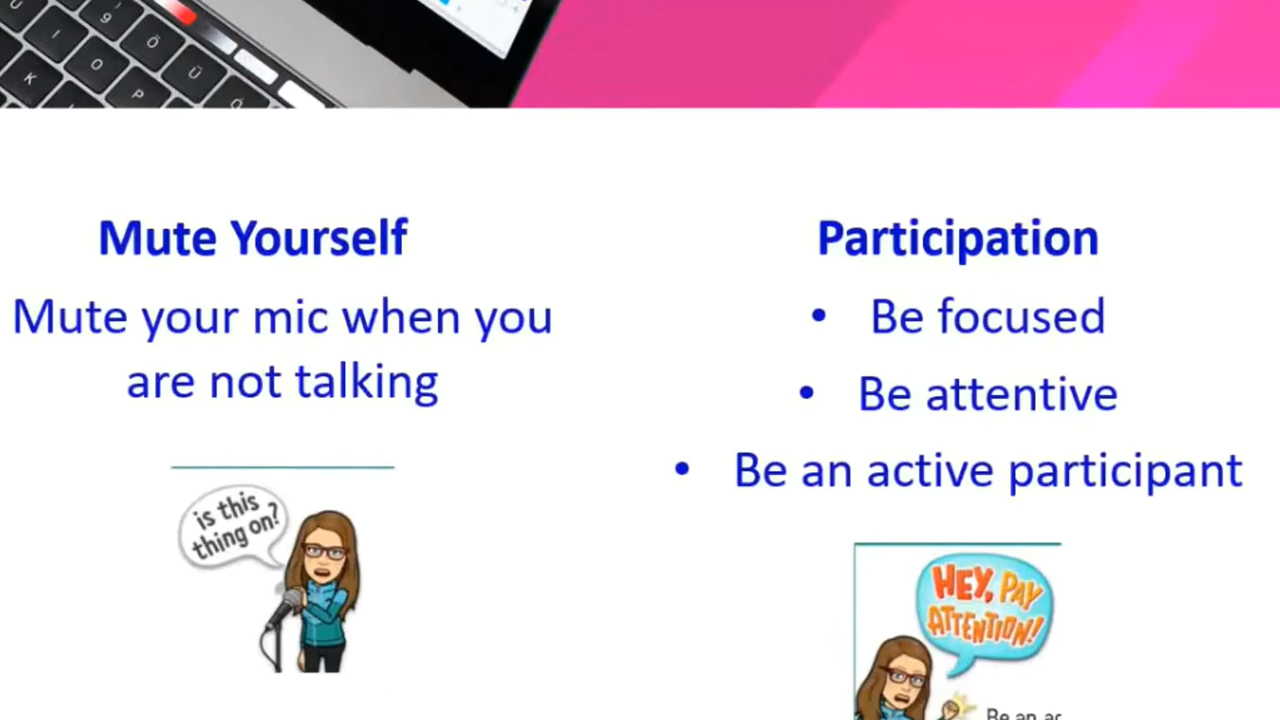 Mute Yourself
Mute your mic when you
are not talking
is this
thing on?
Participation
• Be focused
• Be attentive
• Be an active participant
HEY, PAY
ATTENTION!
Be an